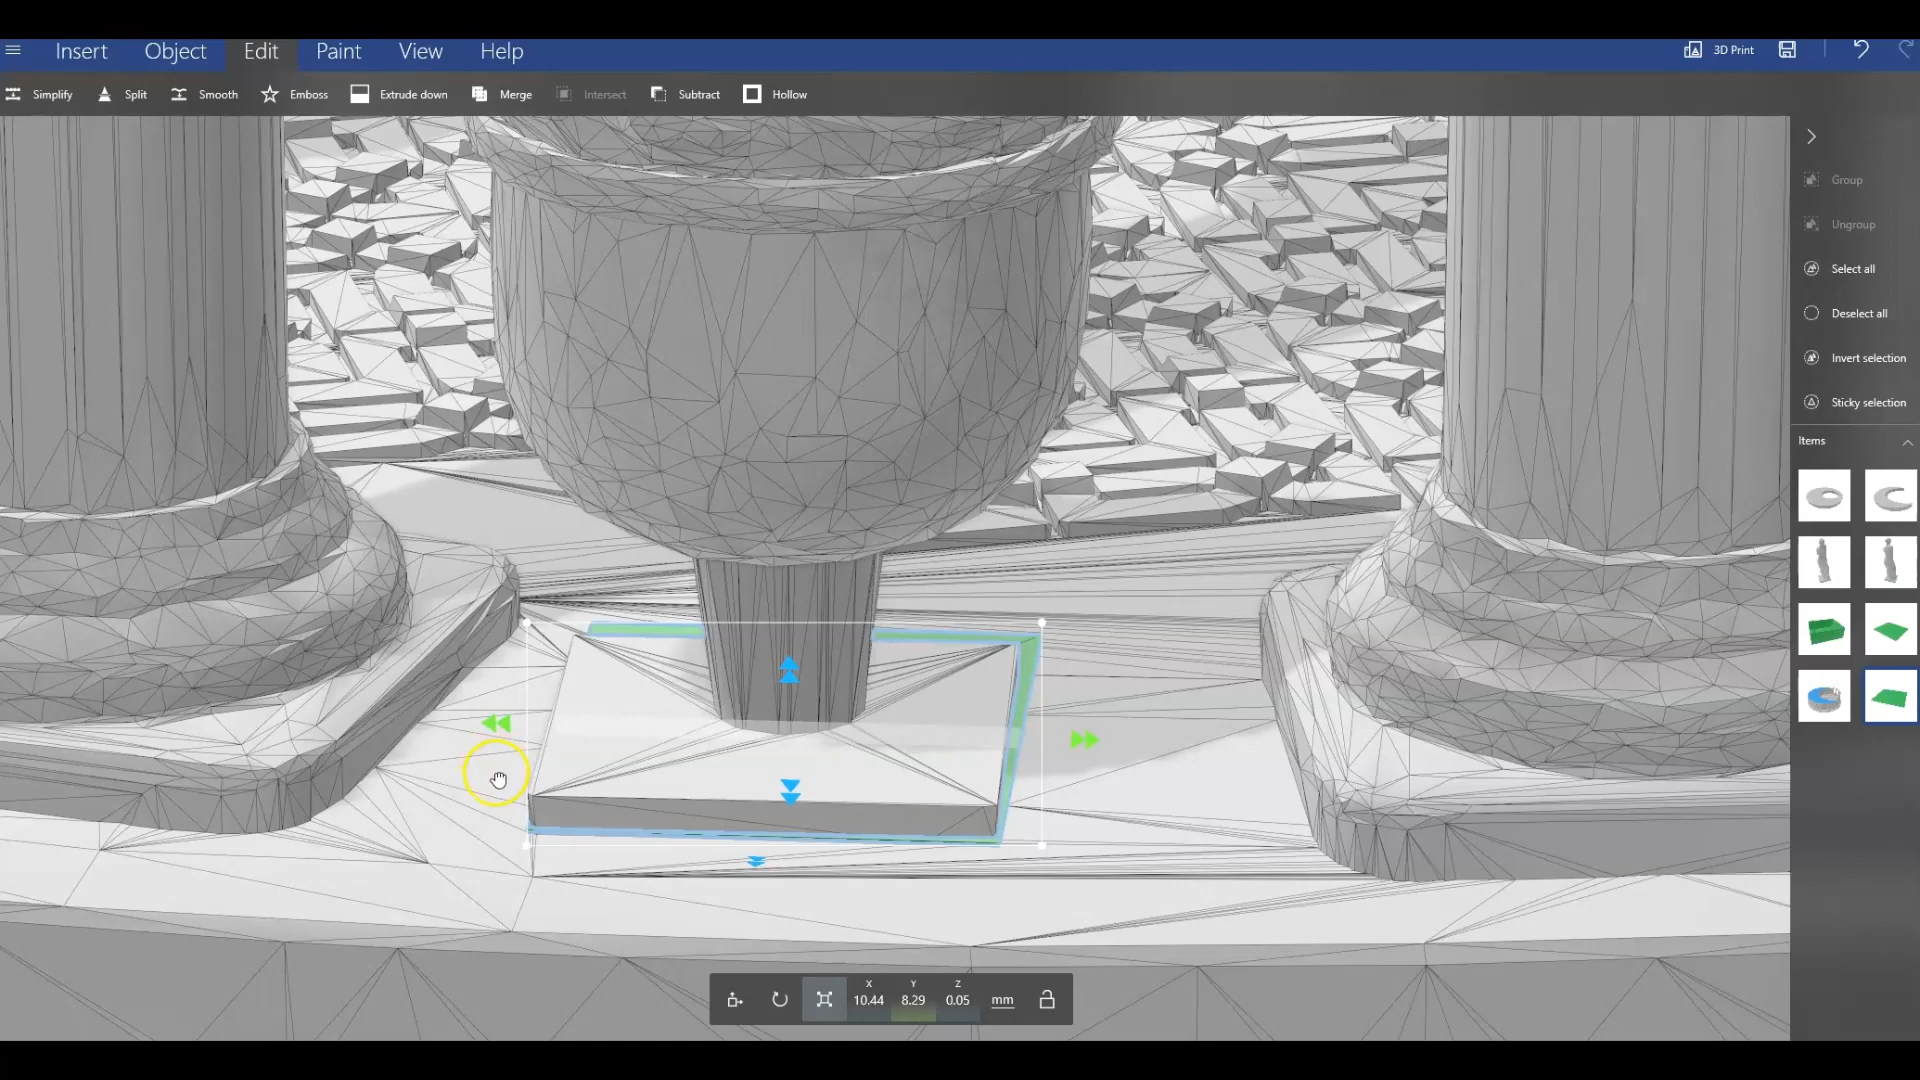 Insert Object Edit Paint View Help 3D Print
Simplify Split Smooth Emboss Extrude down Merge Intersect Subtract Hollow
Group
Ungroup
Select all
Deselect all
Invert selection
Sticky selection
Items
X Y Z
10.44 8.29 0.05 mm